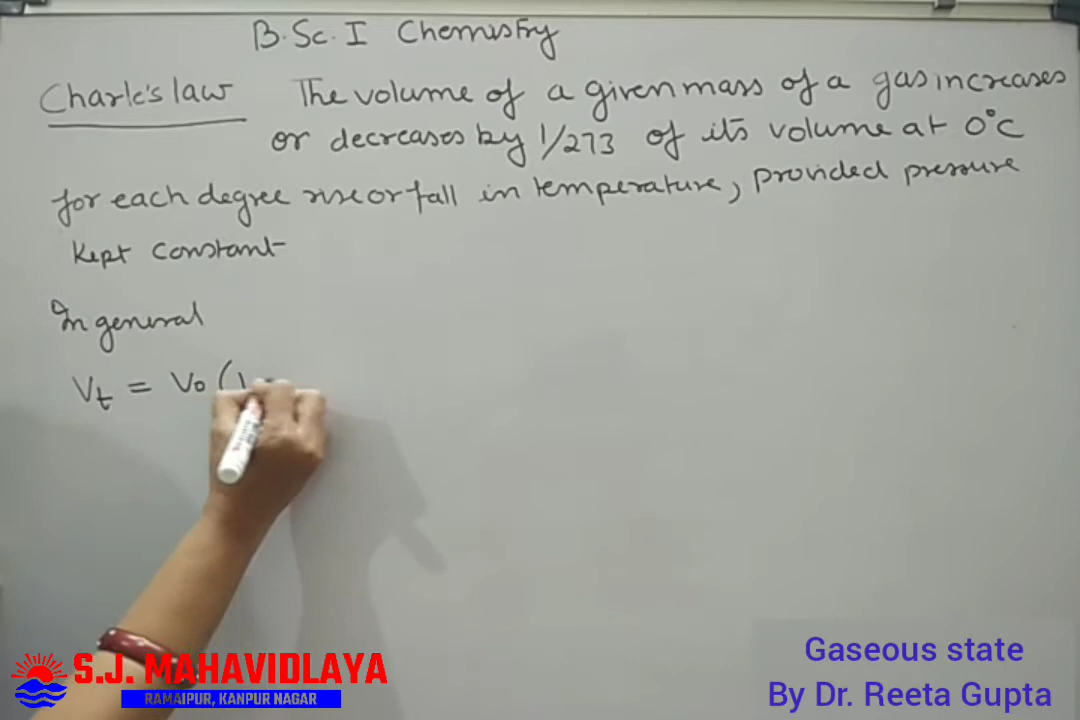 B.Sc. I Chemistry
Charle's law The volume of a given mass of a gas increases
or decreases by 1/273 of its volume at 0°C
for each degree rise or fall in temperature, provided pressure
Kept constant
In general
Vt = V0 (1
S.J. MAHAVIDLAYA
RAMAIPUR, KANPUR NAGAR
Gaseous state
By Dr. Reeta Gupta